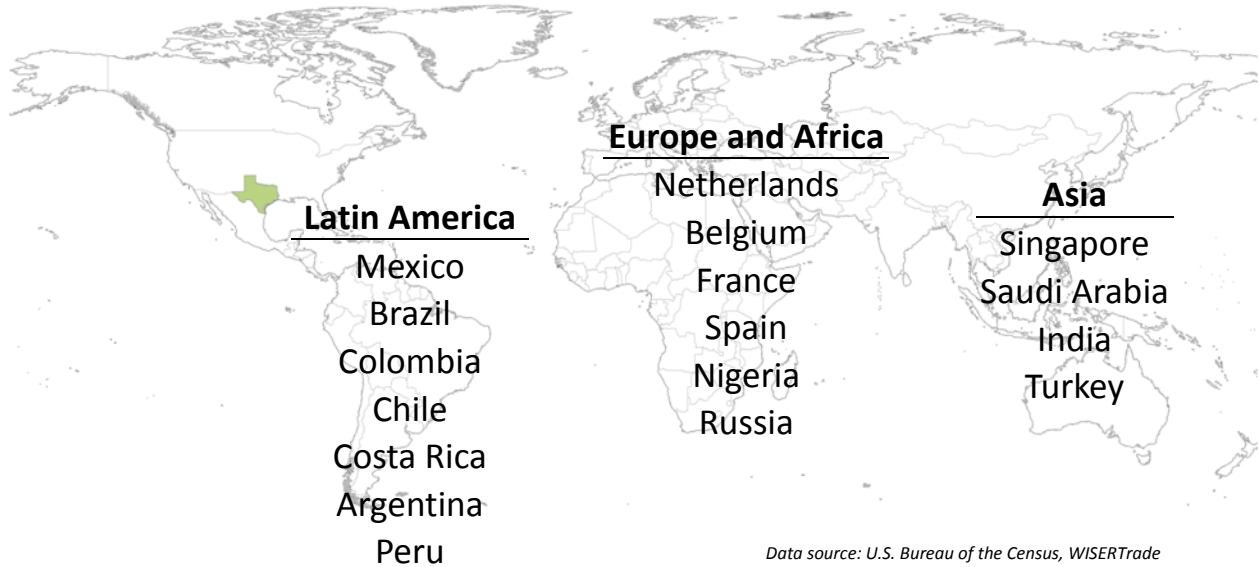 Latin America
Mexico
Brazil
Colombia
Chile
Costa Rica
Argentina
Peru
Europe and Africa
Netherlands
Belgium
France
Spain
Nigeria
Russia
Asia
Singapore
Saudi Arabia
India
Turkey
Data source: U.S. Bureau of the Census, WISERTrade